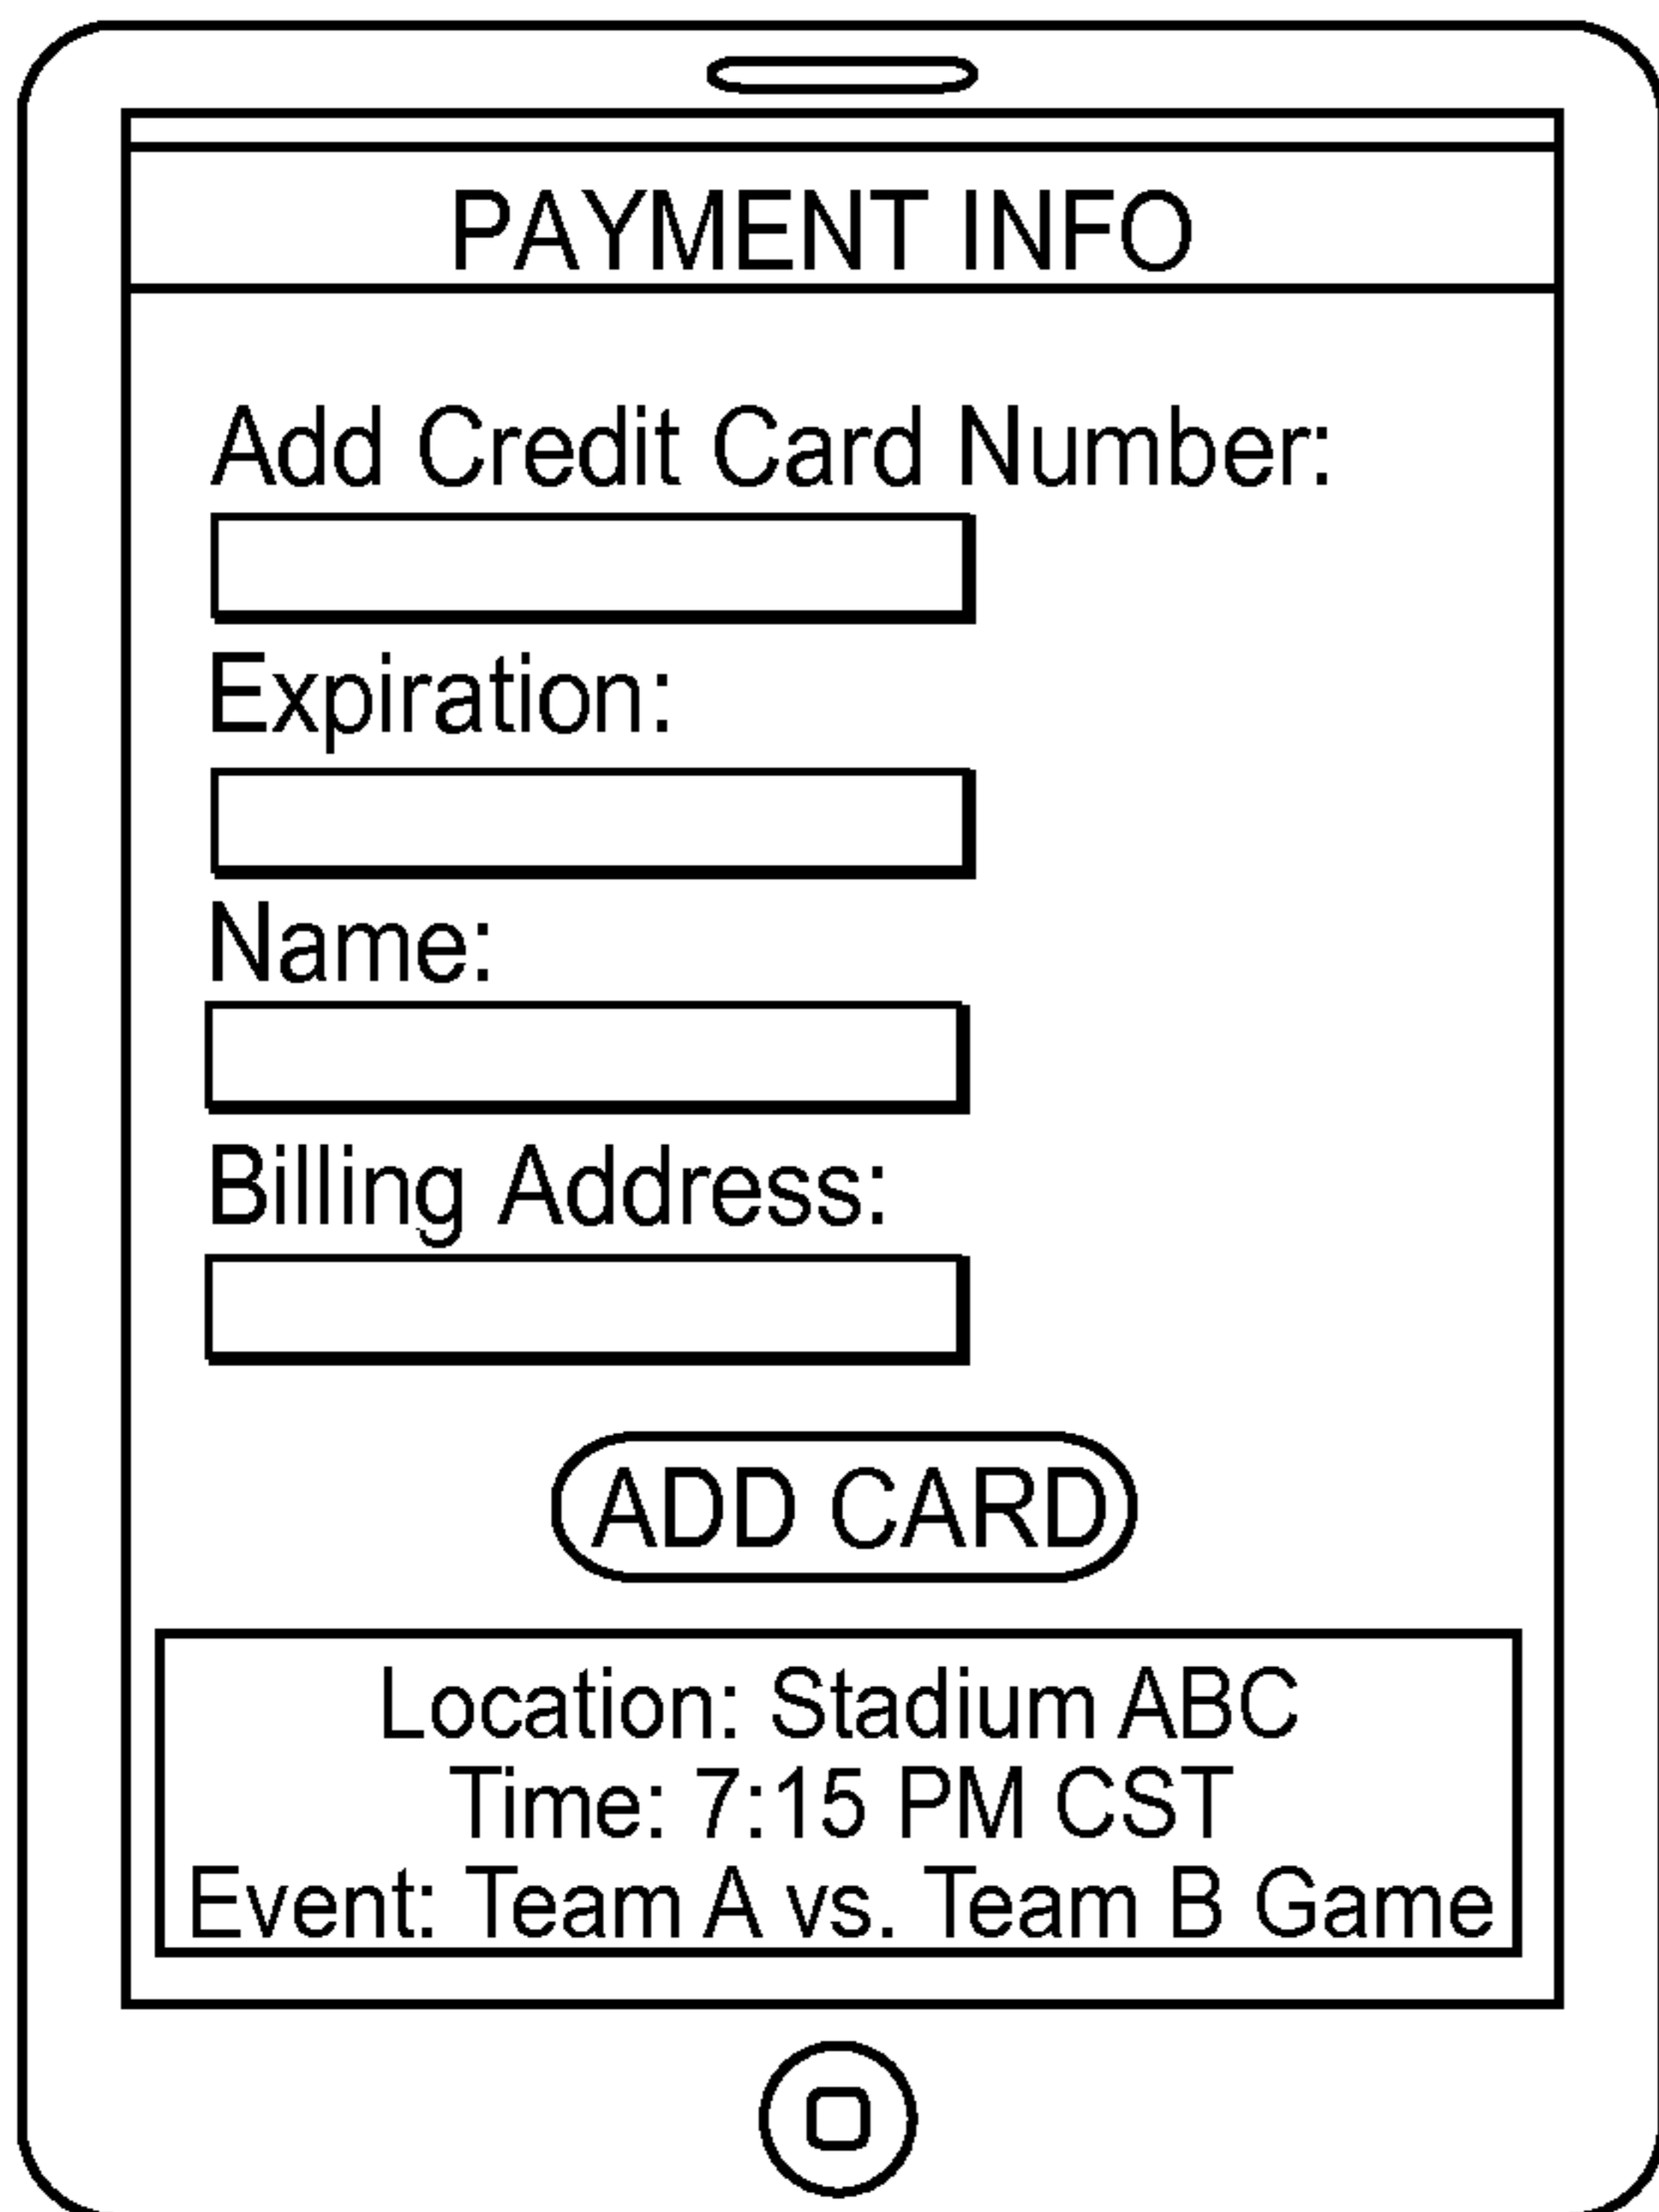 PAYMENT INFO
Add Credit Card Number:
Expiration:
Name:
Billing Address:
ADD CARD
Location: Stadium ABC
Time: 7:15 PM CST
Event: Team A vs. Team B Game